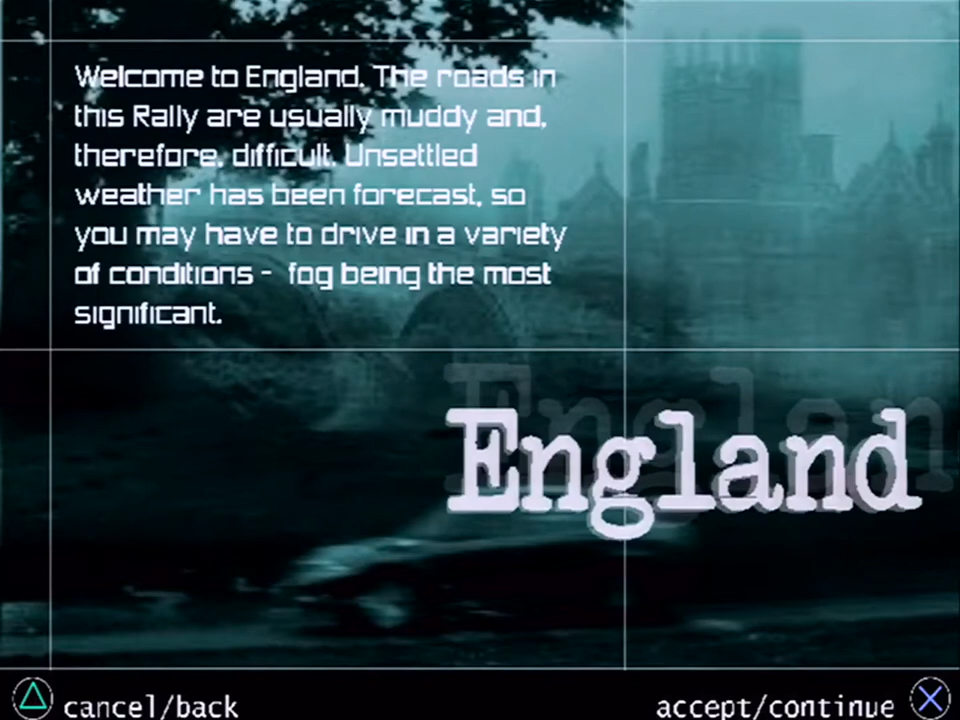 Welcome to England. The roads in
this Rally are usually muddy and,
therefore, difficult. Unsettled
weather has been forecast, so
you may have to drive in a variety
of conditions -  fog being the most
significant.
England
cancel/back
accept/continue